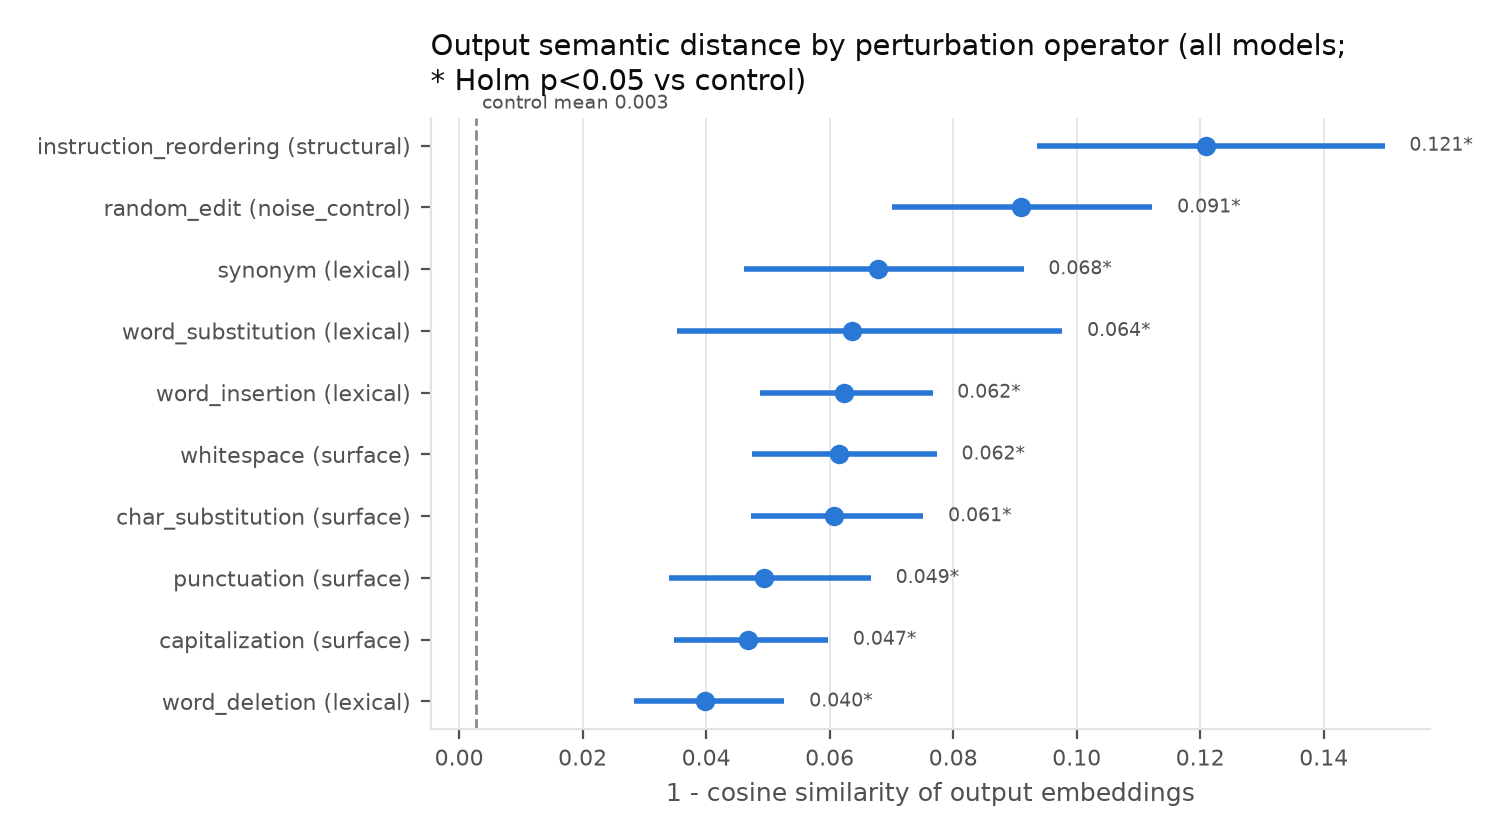 Output semantic distance by perturbation operator (all models;
* Holm p<0.05 vs control)
control mean 0.003
instruction_reordering (structural) 0.121*
random_edit (noise_control) 0.091*
synonym (lexical) 0.068*
word_substitution (lexical) 0.064*
word_insertion (lexical) 0.062*
whitespace (surface) 0.062*
char_substitution (surface) 0.061*
punctuation (surface) 0.049*
capitalization (surface) 0.047*
word_deletion (lexical) 0.040*
0.00 0.02 0.04 0.06 0.08 0.10 0.12 0.14
1 - cosine similarity of output embeddings